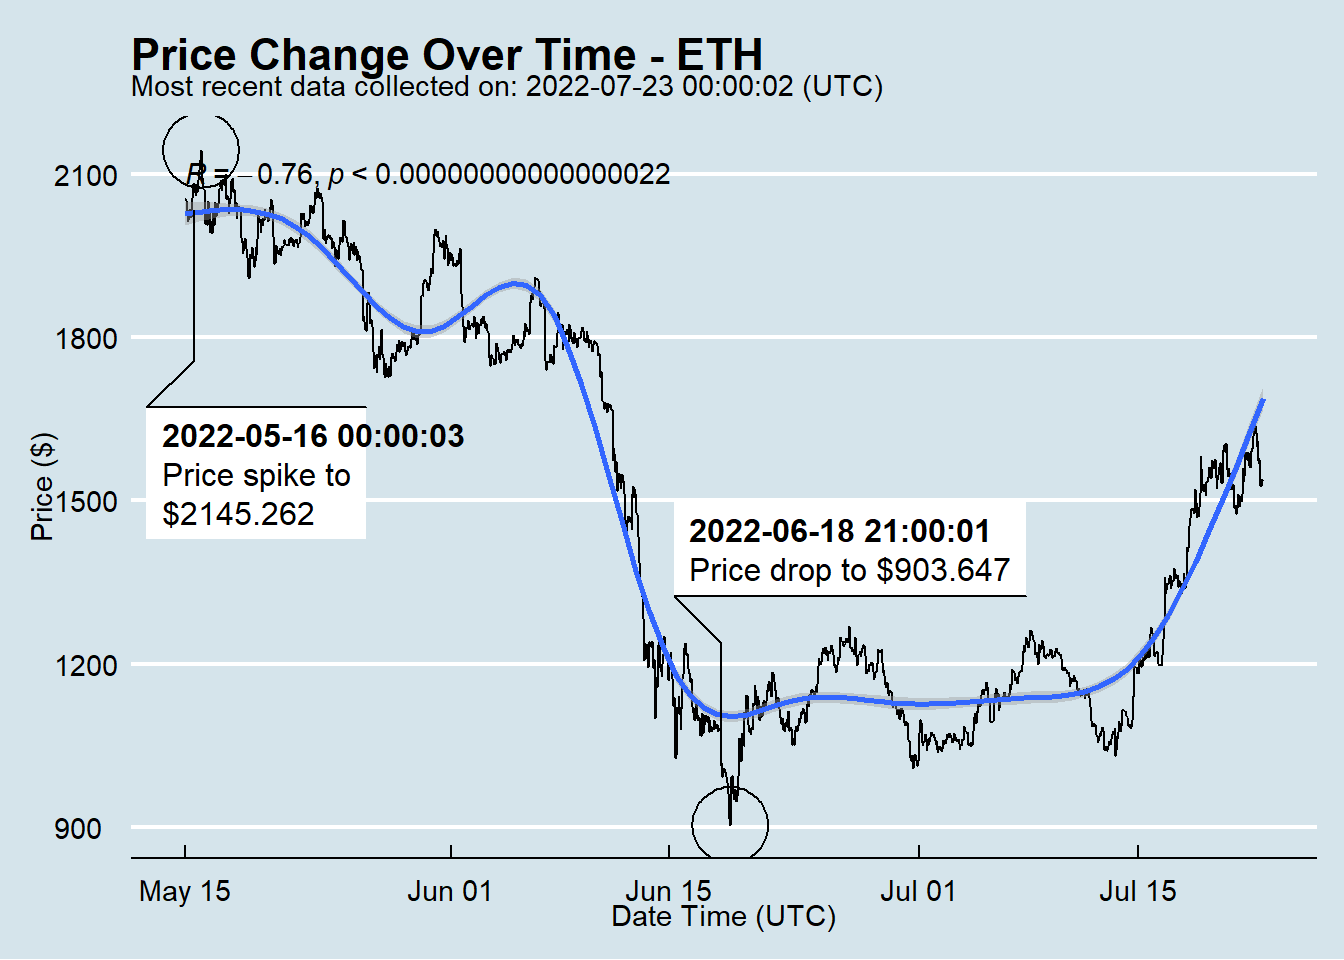 Price Change Over Time - ETH
Most recent data collected on: 2022-07-23 00:00:02 (UTC)
R = −0.76, p < 0.00000000000000022
2100
1800
1500
1200
900
Price ($)
2022-05-16 00:00:03
Price spike to
$2145.262
2022-06-18 21:00:01
Price drop to $903.647
May 15
Jun 01
Jun 15
Jul 01
Jul 15
Date Time (UTC)